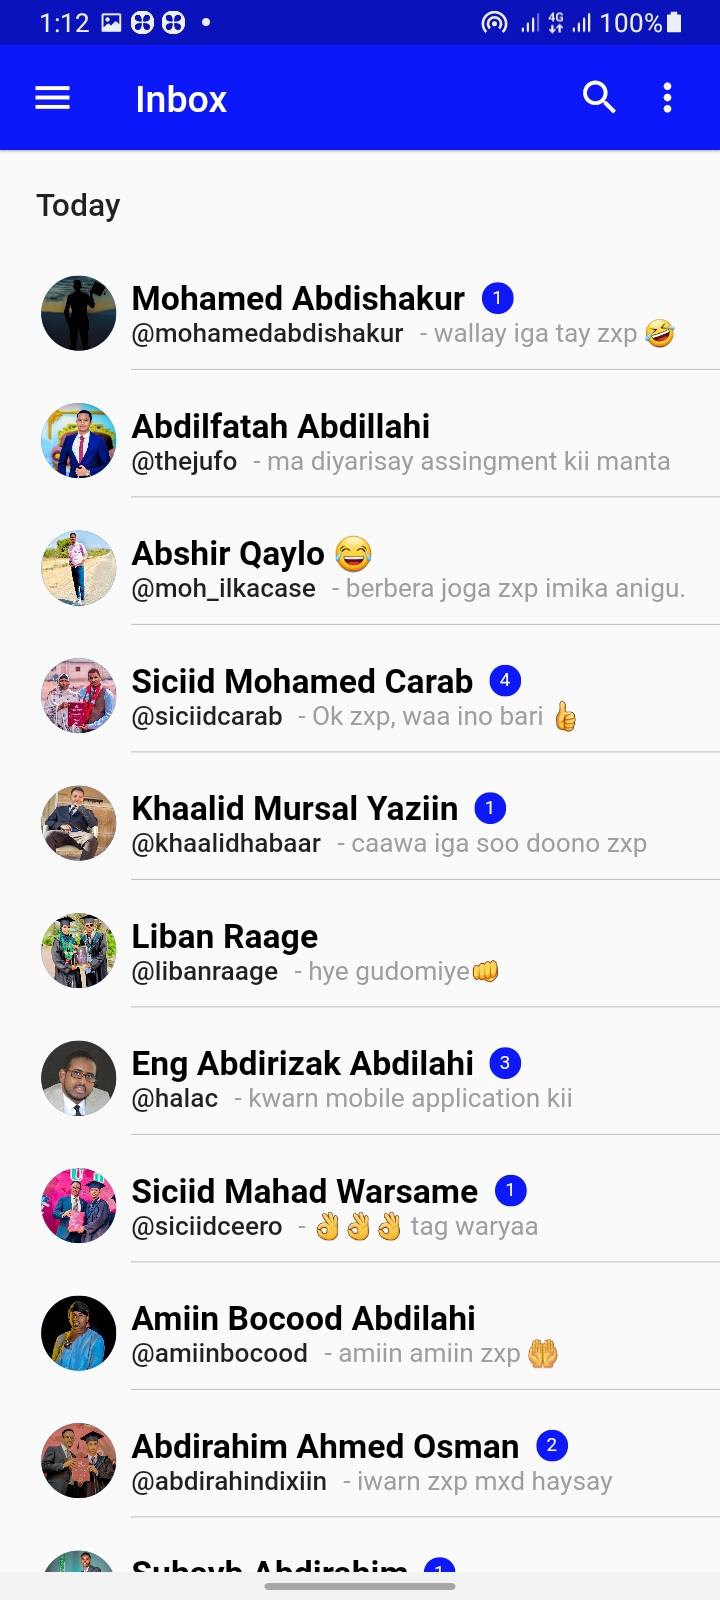 1:12 4G 100%
Inbox
Today
Mohamed Abdishakur 1
@mohamedabdishakur - wallay iga tay zxp 🤣
Abdilfatah Abdillahi
@thejufo - ma diyarisay assingment kii manta
Abshir Qaylo 😂
@moh_ilkacase - berbera joga zxp imika anigu.
Siciid Mohamed Carab 4
@siciidcarab - Ok zxp, waa ino bari 👍
Khaalid Mursal Yaziin 1
@khaalidhabaar - caawa iga soo doono zxp
Liban Raage
@libanraage - hye gudomiye👊
Eng Abdirizak Abdilahi 3
@halac - kwarn mobile application kii
Siciid Mahad Warsame 1
@siciidceero - 👌👌👌 tag waryaa
Amiin Bocood Abdilahi
@amiinbocood - amiin amiin zxp 🤲
Abdirahim Ahmed Osman 2
@abdirahindixiin - iwarn zxp mxd haysay
Suheyb Abdirahim 1